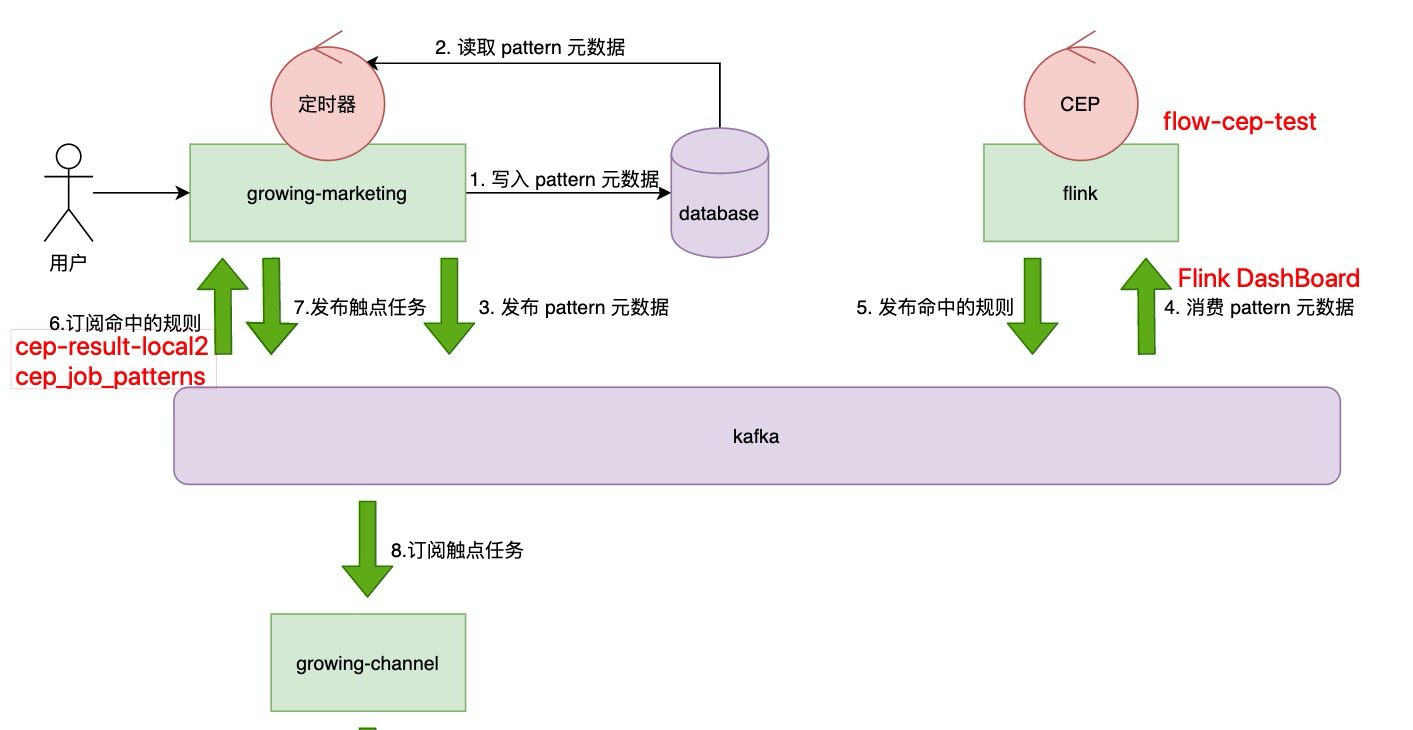 2. 读取 pattern 元数据
定时器
CEP
flow-cep-test
growing-marketing
1. 写入 pattern 元数据
database
flink
用户
Flink DashBoard
6.订阅命中的规则
7.发布触点任务
3. 发布 pattern 元数据
5. 发布命中的规则
4. 消费 pattern 元数据
cep-result-local2
cep_job_patterns
kafka
8.订阅触点任务
growing-channel